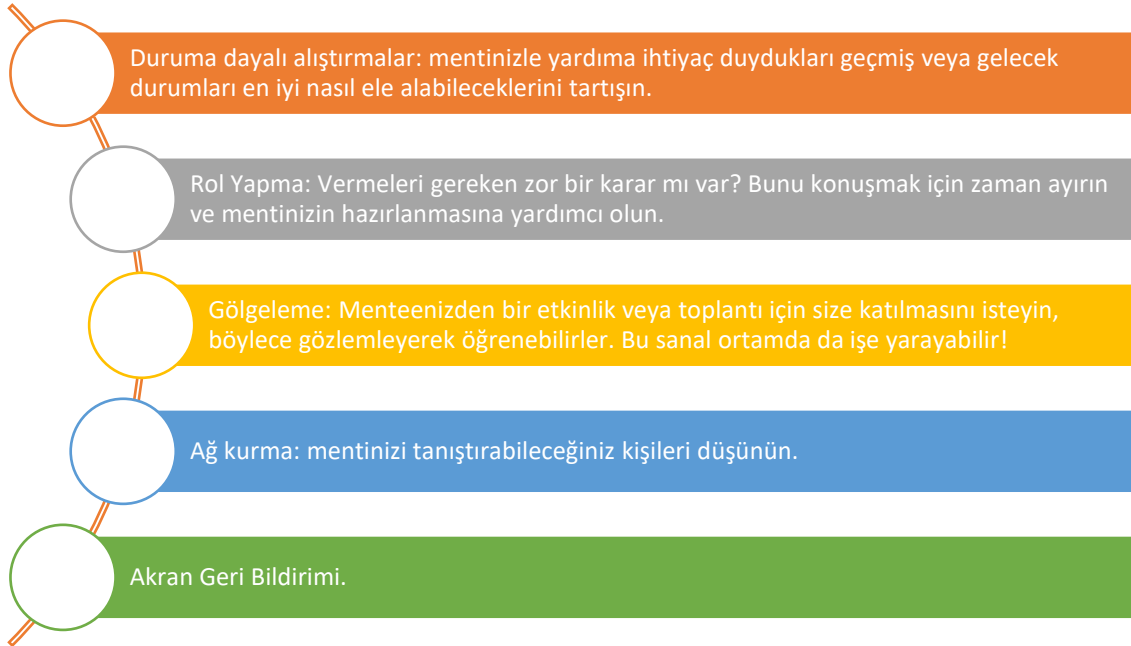 Duruma dayalı alıştırmalar: mentinizle yardıma ihtiyaç duydukları geçmiş veya gelecek
durumları en iyi nasıl ele alabileceklerini tartışın.
Rol Yapma: Vermeleri gereken zor bir karar mı var? Bunu konuşmak için zaman ayırın
ve mentinizin hazırlanmasına yardımcı olun.
Gölgeleme: Menteenizden bir etkinlik veya toplantı için size katılmasını isteyin,
böylece gözlemleyerek öğrenebilirler. Bu sanal ortamda da işe yarayabilir!
Ağ kurma: mentinizi tanıştırabileceğiniz kişileri düşünün.
Akran Geri Bildirimi.